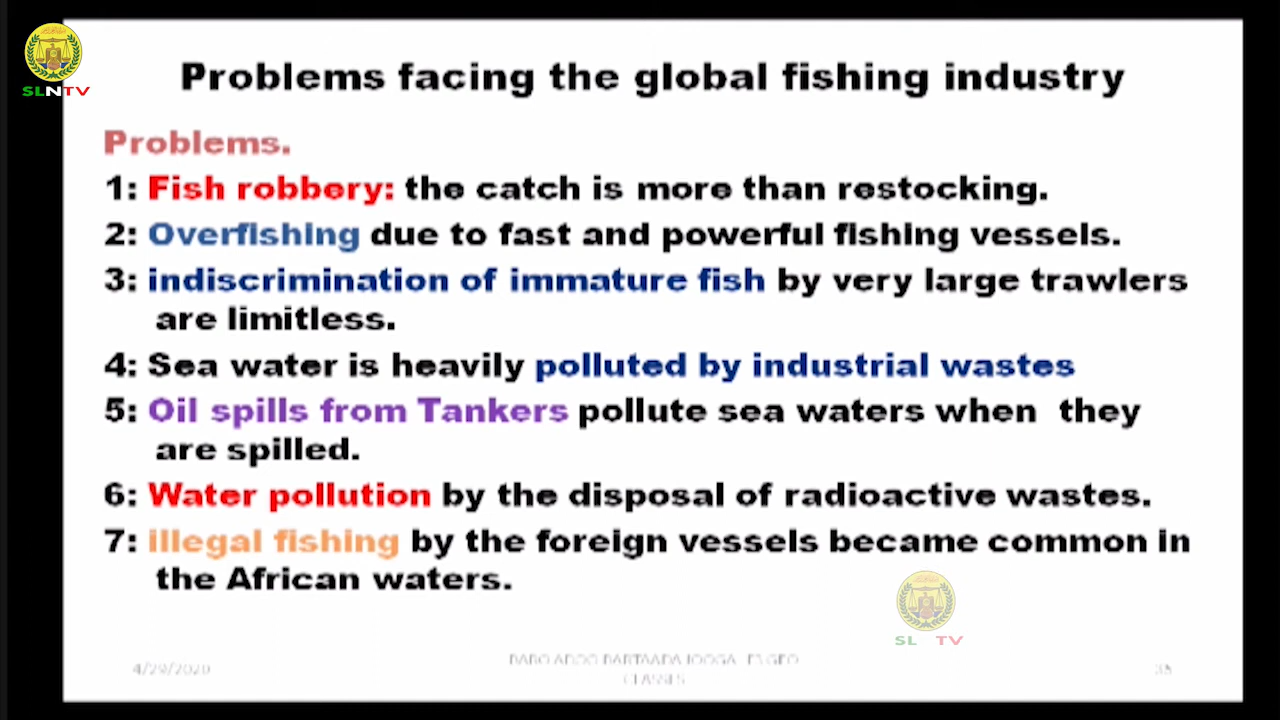 SLNTV
Problems facing the global fishing industry
Problems.
1: Fish robbery: the catch is more than restocking.
2: Overfishing due to fast and powerful fishing vessels.
3: indiscrimination of immature fish by very large trawlers
are limitless.
4: Sea water is heavily polluted by industrial wastes
5: Oil spills from Tankers pollute sea waters when they
are spilled.
6: Water pollution by the disposal of radioactive wastes.
7: illegal fishing by the foreign vessels became common in
the African waters.
SL TV
4/29/2020
CLASSES